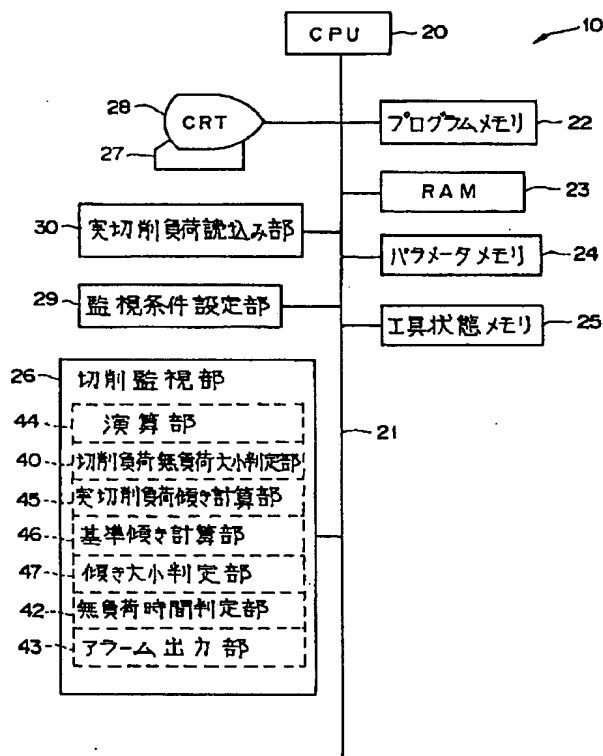 CPU
20
10
28
CRT
27
プログラムメモリ
22
RAM
23
30
実切削負荷読込み部
パラメータメモリ
24
29
監視条件設定部
工具状態メモリ
25
26
切削監視部
44
演算部
21
40
切削負荷無負荷大小判定部
45
実切削負荷傾き計算部
46
基準傾き計算部
47
傾き大小判定部
42
無負荷時間判定部
43
アラーム出力部